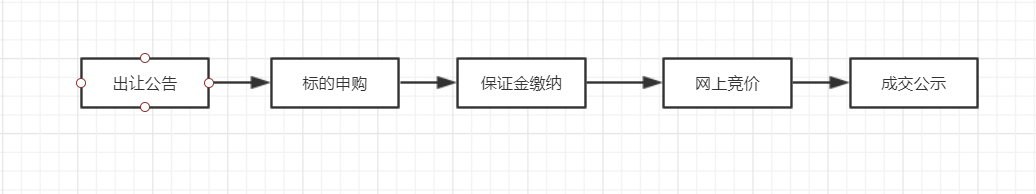 出让公告
标的申购
保证金缴纳
网上竞价
成交公示